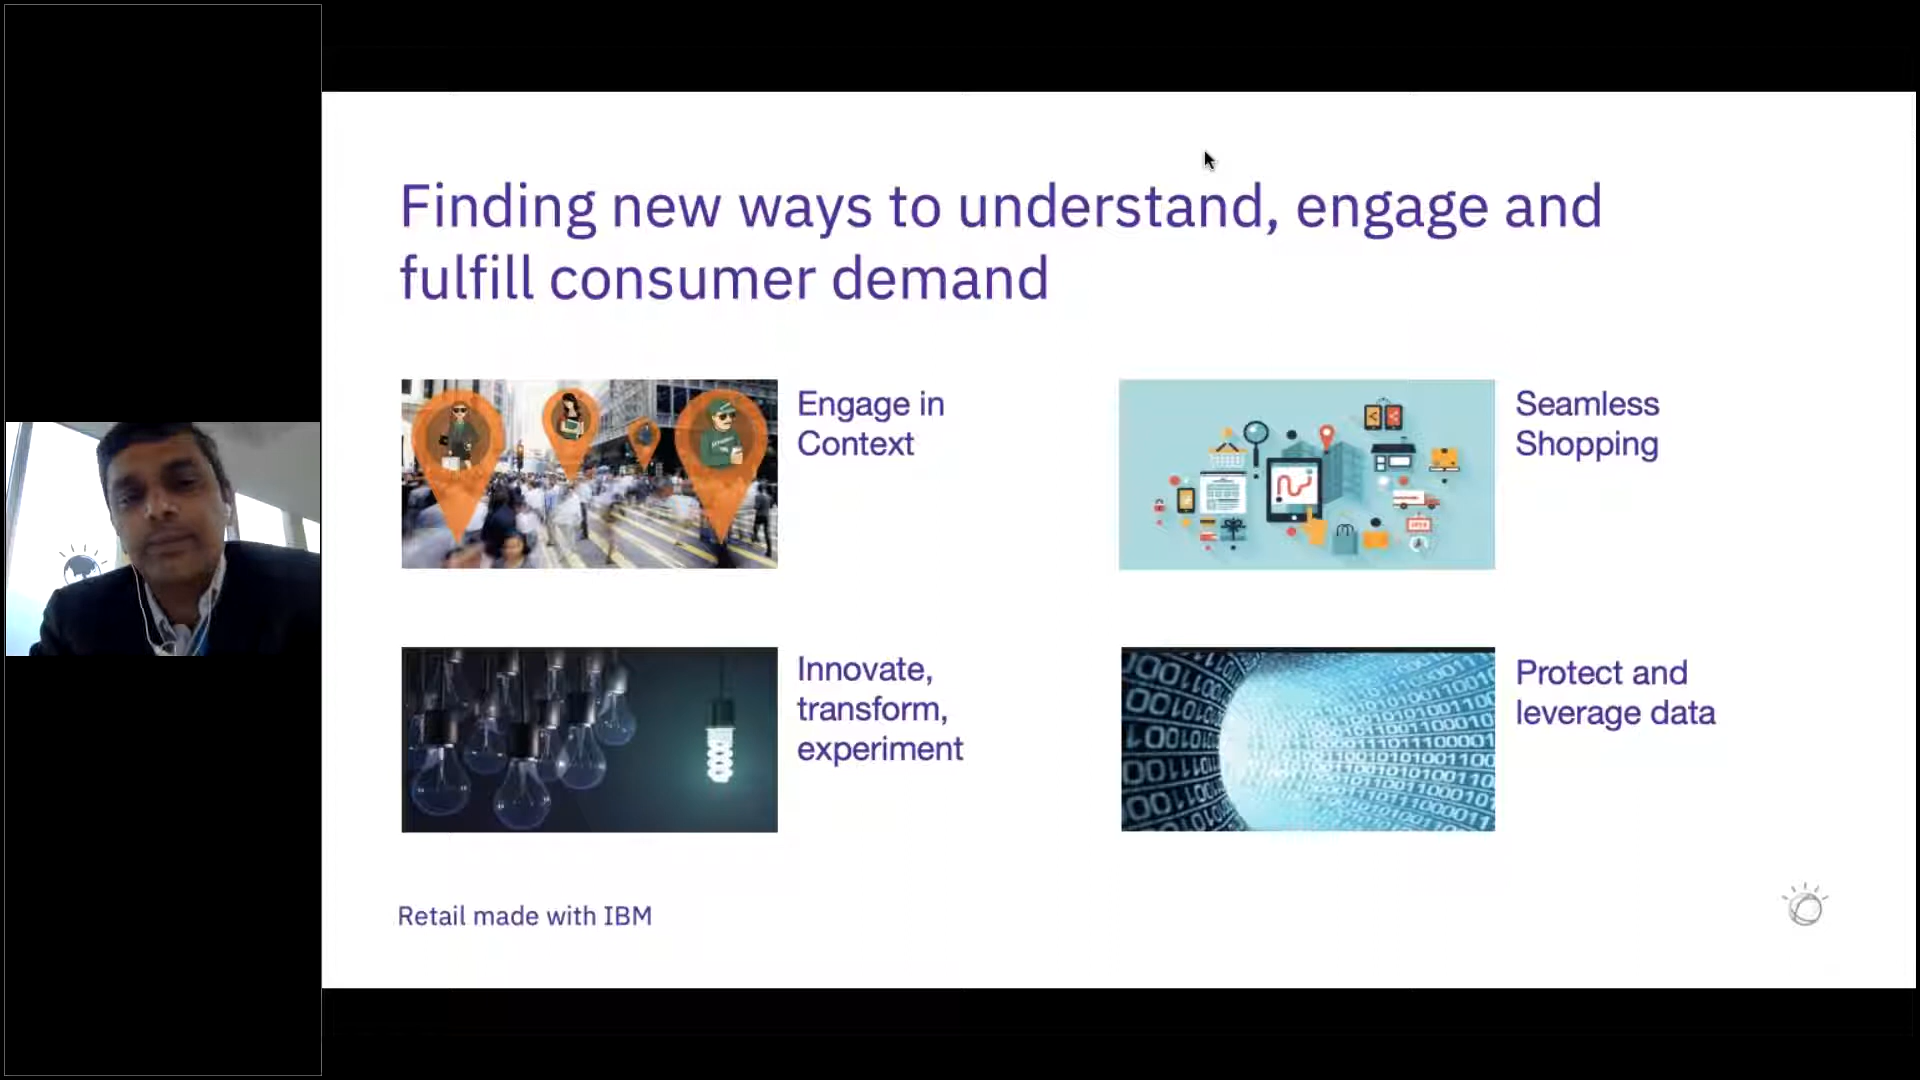 Finding new ways to understand, engage and
fulfill consumer demand
Engage in
Context
Seamless
Shopping
Innovate,
transform,
experiment
Protect and
leverage data
Retail made with IBM